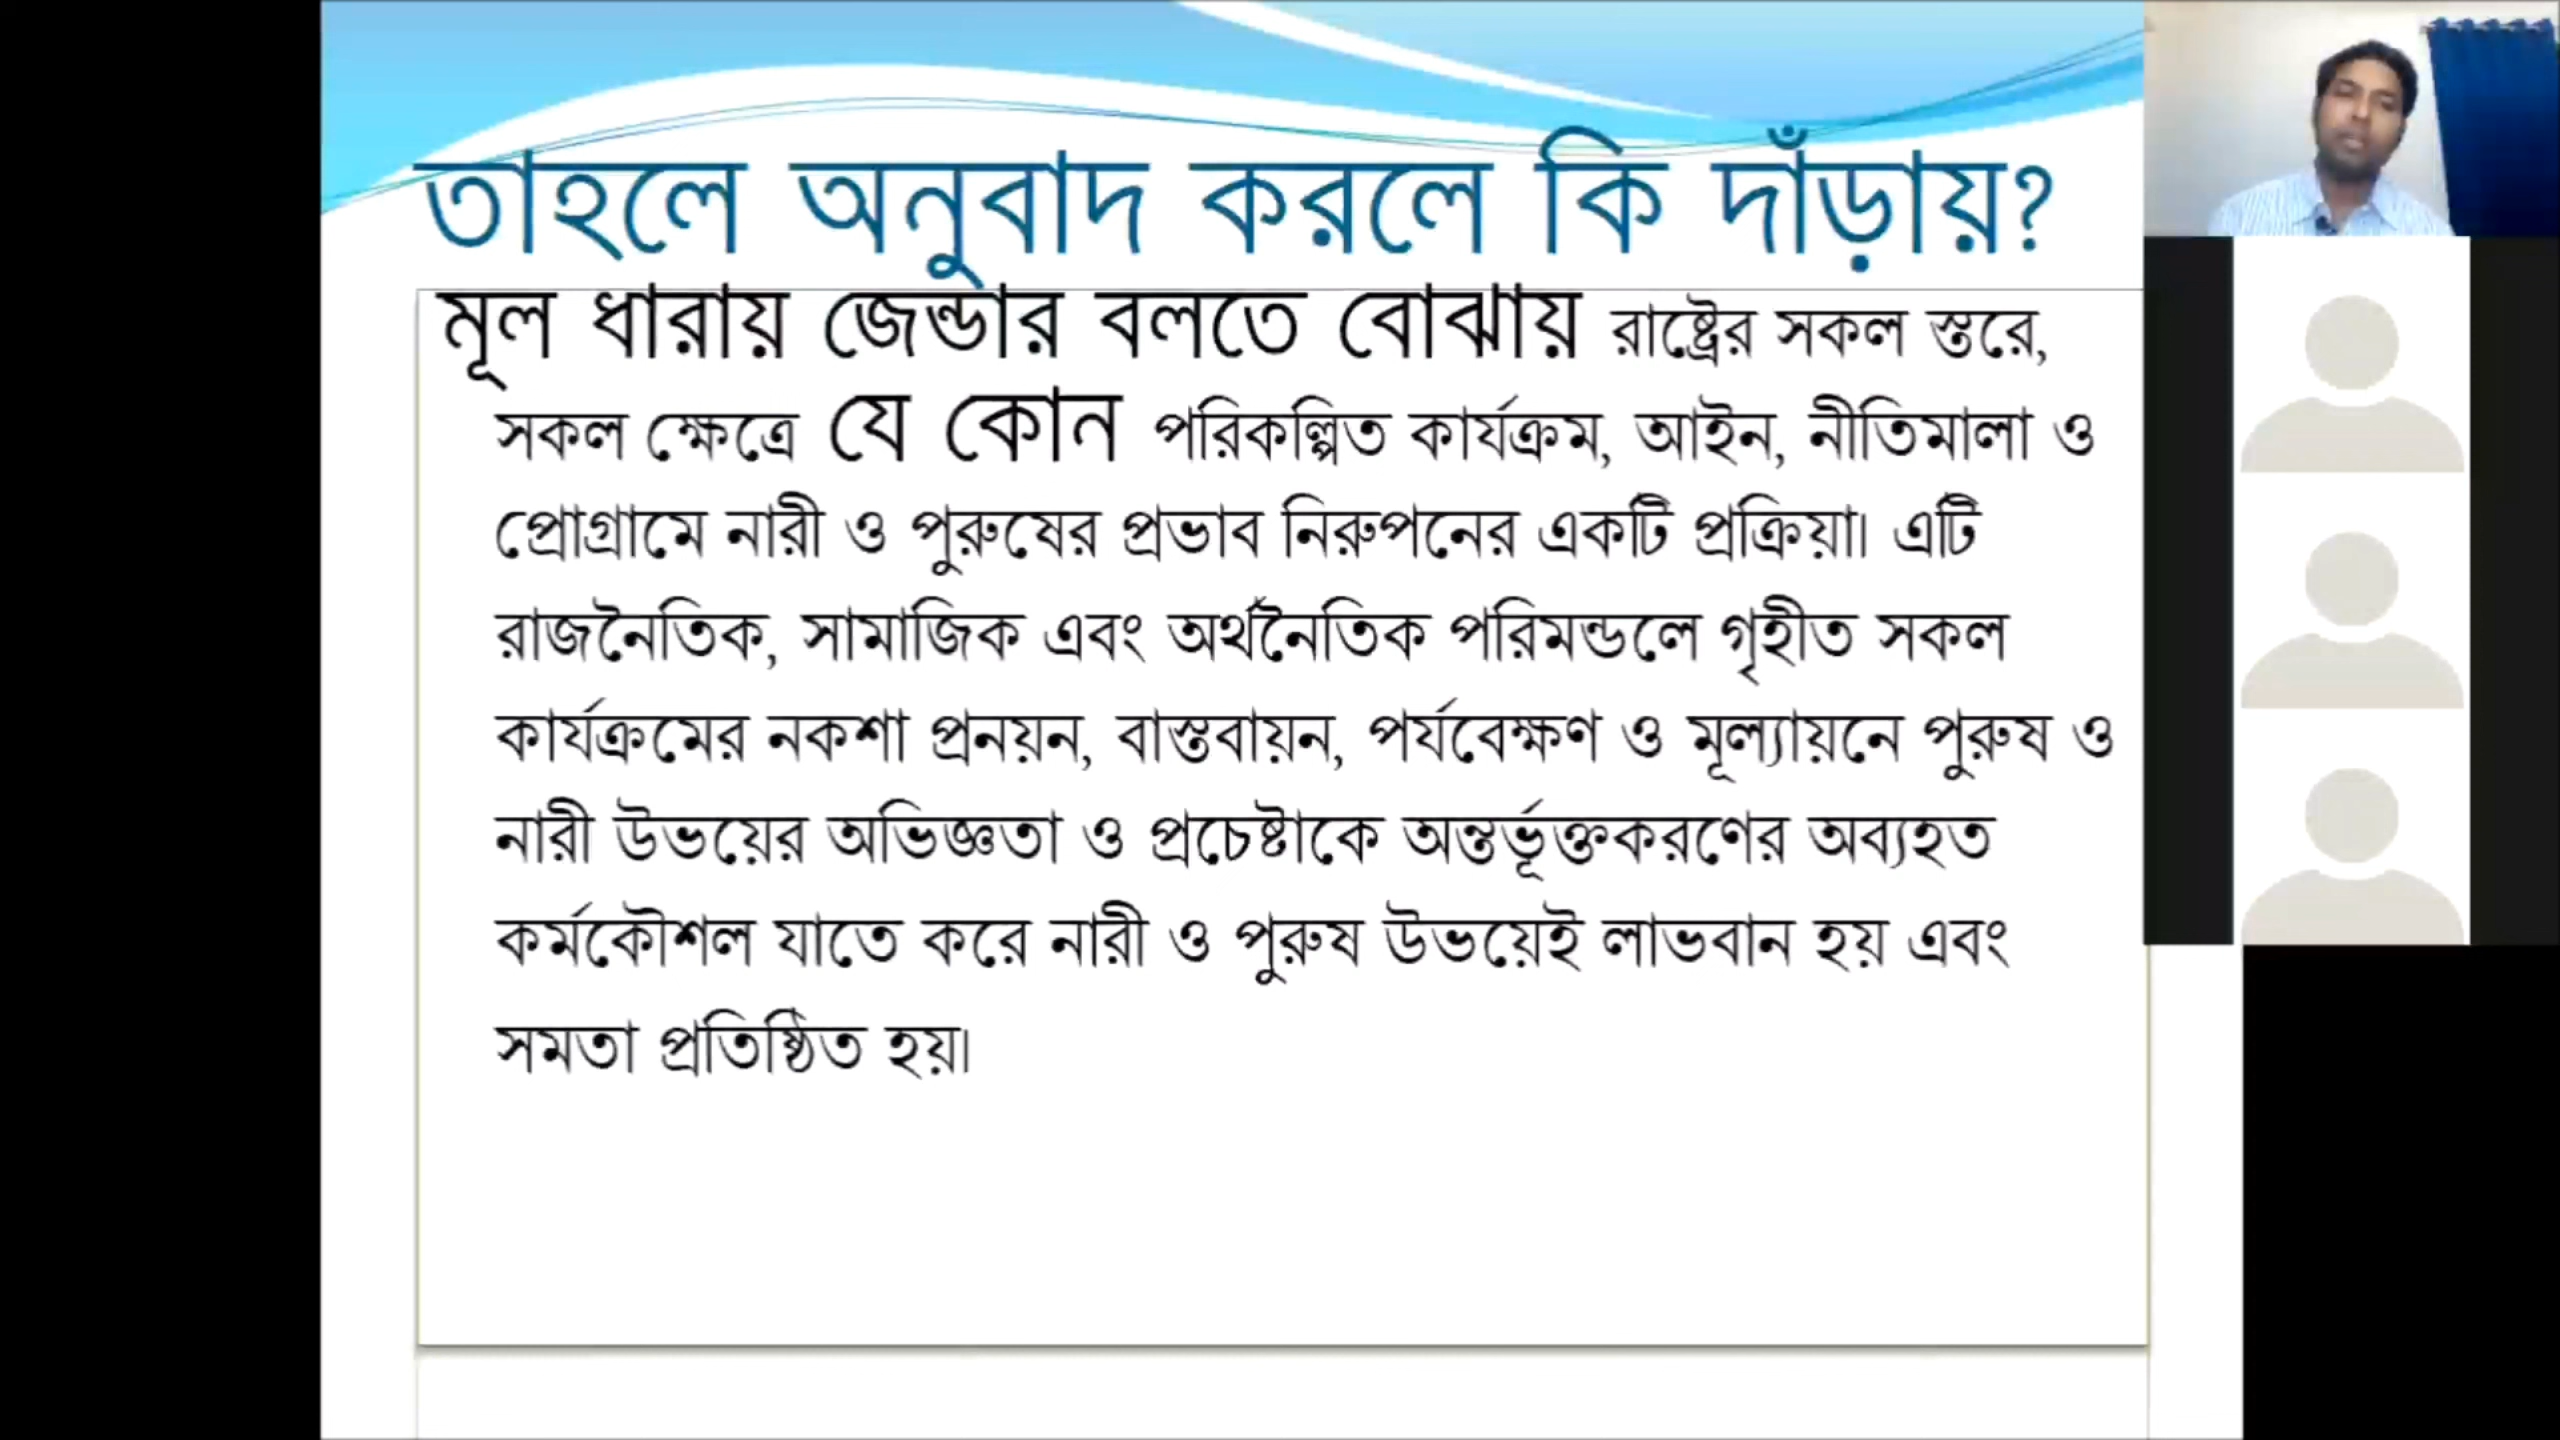 তাহলে অনুবাদ করলে কি দাঁড়ায়?
মূল ধারায় জেন্ডার বলতে বোঝায় রাষ্ট্রের সকল স্তরে,
সকল ক্ষেত্রে যে কোন পরিকল্পিত কার্যক্রম, আইন, নীতিমালা ও
প্রোগ্রামে নারী ও পুরুষের প্রভাব নিরুপনের একটি প্রক্রিয়া। এটি
রাজনৈতিক, সামাজিক এবং অর্থনৈতিক পরিমন্ডলে গৃহীত সকল
কার্যক্রমের নকশা প্রনয়ন, বাস্তবায়ন, পর্যবেক্ষণ ও মূল্যায়নে পুরুষ ও
নারী উভয়ের অভিজ্ঞতা ও প্রচেষ্টাকে অন্তর্ভূক্তকরণের অব্যহত
কর্মকৌশল যাতে করে নারী ও পুরুষ উভয়েই লাভবান হয় এবং
সমতা প্রতিষ্ঠিত হয়।